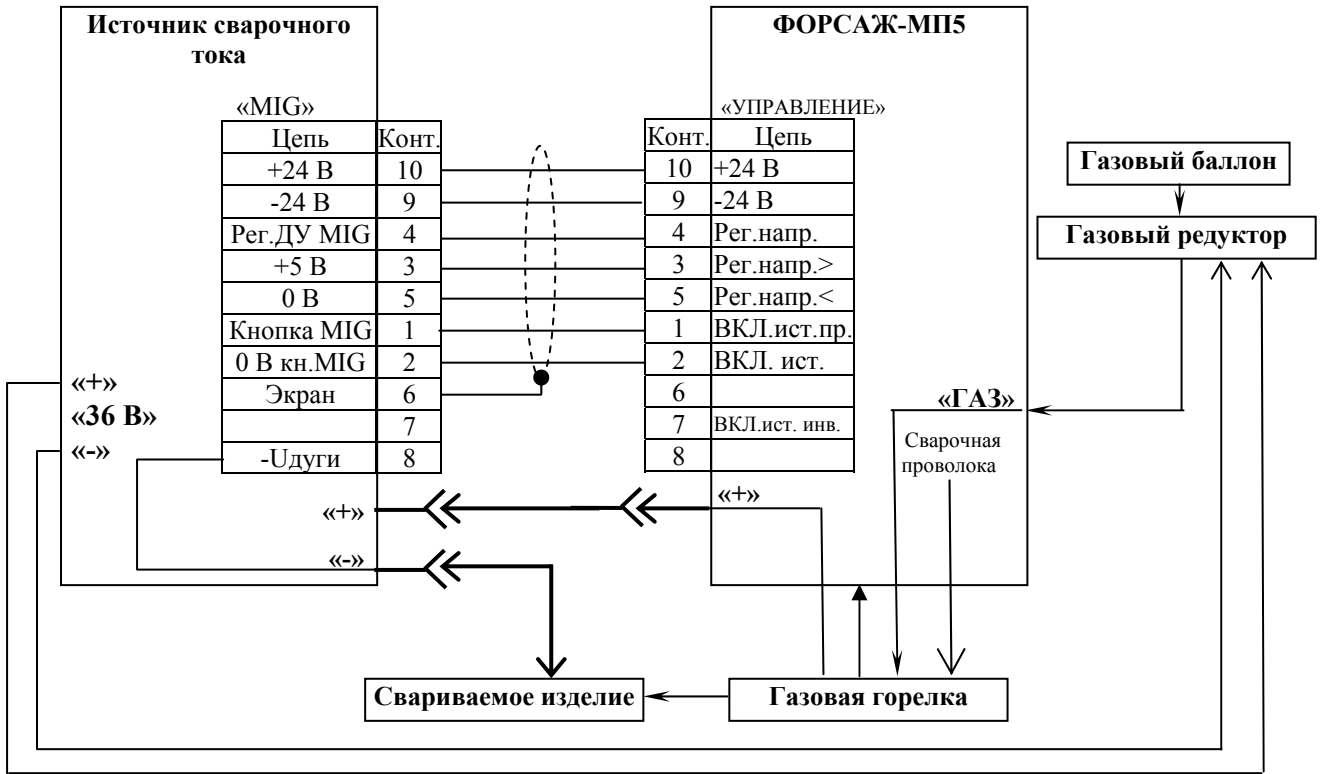 Источник сварочного
тока
«MIG»
Цепь Конт.
+24 В 10
-24 В 9
Рег.ДУ MIG 4
+5 В 3
0 В 5
Кнопка MIG 1
0 В кн.MIG 2
Экран 6
7
-Uдуги 8
«+»
«36 В»
«-»
«+»
«-»
ФОРСАЖ-МП5
«УПРАВЛЕНИЕ»
Конт. Цепь
10 +24 В
9 -24 В
4 Рег.напр.
3 Рег.напр.>
5 Рег.напр.<
1 ВКЛ.ист.пр.
2 ВКЛ. ист.
6
7 ВКЛ.ист. инв.
8
«+»
«ГАЗ»
Сварочная
проволока
Газовый баллон
Газовый редуктор
Свариваемое изделие
Газовая горелка